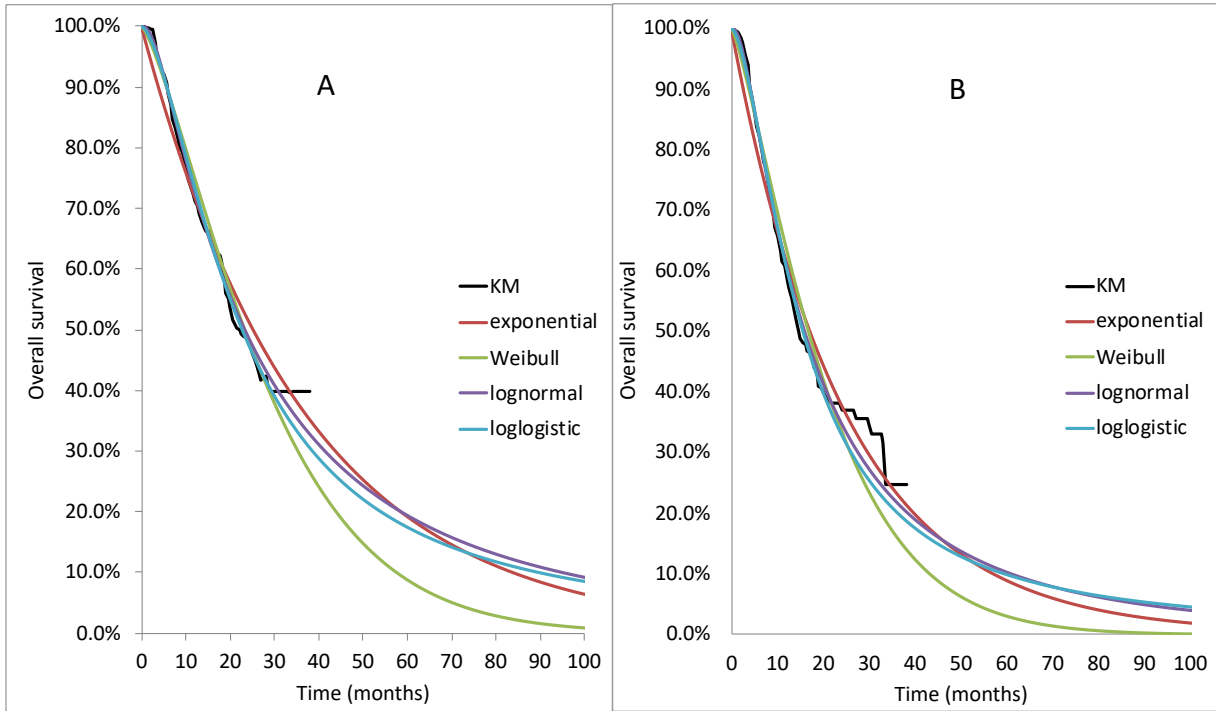 A
Overall survival
100.0%
90.0%
80.0%
70.0%
60.0%
50.0%
40.0%
30.0%
20.0%
10.0%
0.0%
KM
exponential
Weibull
lognormal
loglogistic
0 10 20 30 40 50 60 70 80 90 100
Time (months)
B
Overall survival
100.0%
90.0%
80.0%
70.0%
60.0%
50.0%
40.0%
30.0%
20.0%
10.0%
0.0%
KM
exponential
Weibull
lognormal
loglogistic
0 10 20 30 40 50 60 70 80 90 100
Time (months)